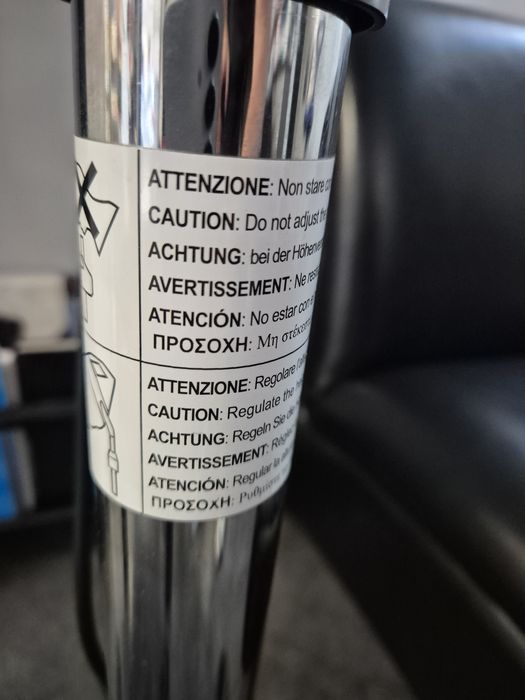 ATTENZIONE: Non stare
CAUTION: Do not adjust the
ACHTUNG: bei der
AVERTISSEMENT: Ne
ATENCIÓN: No estar con
ΠΡΟΣΟΧΗ: Μη
ATTENZIONE: Regolare
CAUTION: Regulate the
ACHTUNG: Regeln Sie
AVERTISSEMENT:
ATENCIÓN: Regular la
ΠΡΟΣΟΧΗ: